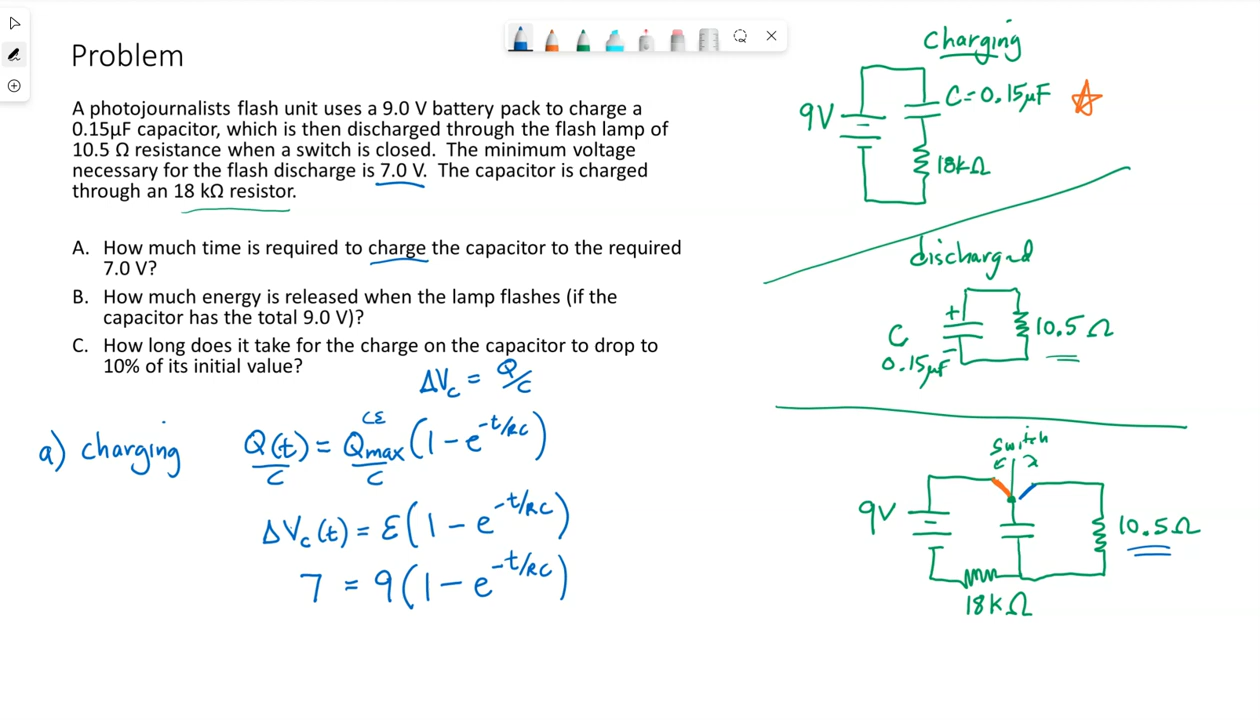 Problem
A photojournalists flash unit uses a 9.0 V battery pack to charge a
0.15μF capacitor, which is then discharged through the flash lamp of
10.5 Ω resistance when a switch is closed. The minimum voltage
necessary for the flash discharge is 7.0 V. The capacitor is charged
through an 18 kΩ resistor.
A. How much time is required to charge the capacitor to the required
7.0 V?
B. How much energy is released when the lamp flashes (if the
capacitor has the total 9.0 V)?
C. How long does it take for the charge on the capacitor to drop to
10% of its initial value?
ΔVc = Q/C
Cε
a) charging Q(t)/C = Qmax/C (1 - e^-t/RC)
ΔVc(t) = ε(1 - e^-t/RC)
7 = 9(1 - e^-t/RC)
Charging
9V
C=0.15μF
18kΩ
discharged
+
-
C
0.15μF
10.5 Ω
Switch
9V
10.5Ω
18kΩ